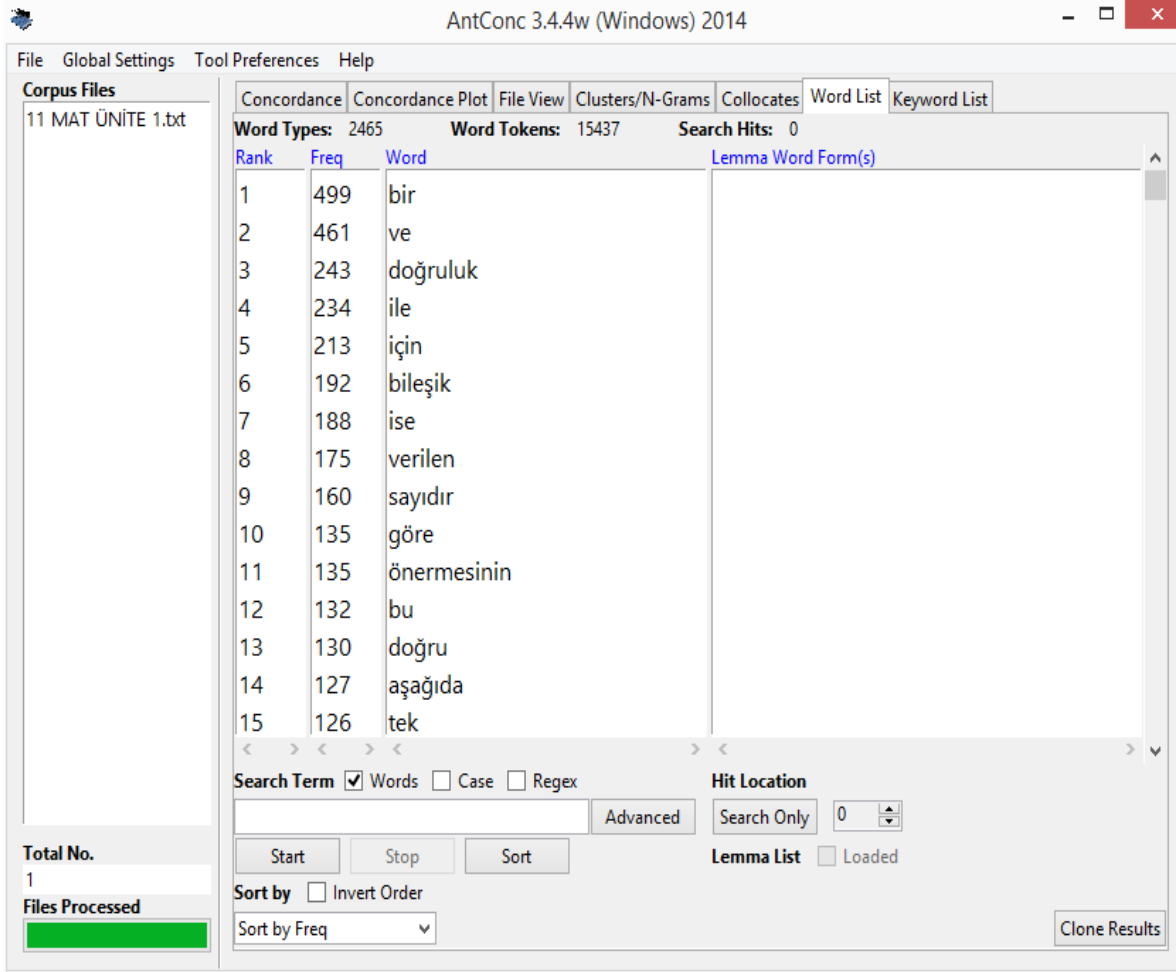 AntConc 3.4.4w (Windows) 2014
File Global Settings Tool Preferences Help
Corpus Files
11 MAT ÜNİTE 1.txt
Concordance Concordance Plot File View Clusters/N-Grams Collocates Word List Keyword List
Word Types: 2465 Word Tokens: 15437 Search Hits: 0
Rank Freq Word Lemma Word Form(s)
1 499 bir
2 461 ve
3 243 doğruluk
4 234 ile
5 213 için
6 192 bileşik
7 188 ise
8 175 verilen
9 160 sayıdır
10 135 göre
11 135 önermesinin
12 132 bu
13 130 doğru
14 127 aşağıda
15 126 tek
Search Term Words Case Regex Hit Location
Advanced Search Only 0
Start Stop Sort Lemma List Loaded
Sort by Invert Order
Sort by Freq Clone Results
Total No.
1
Files Processed